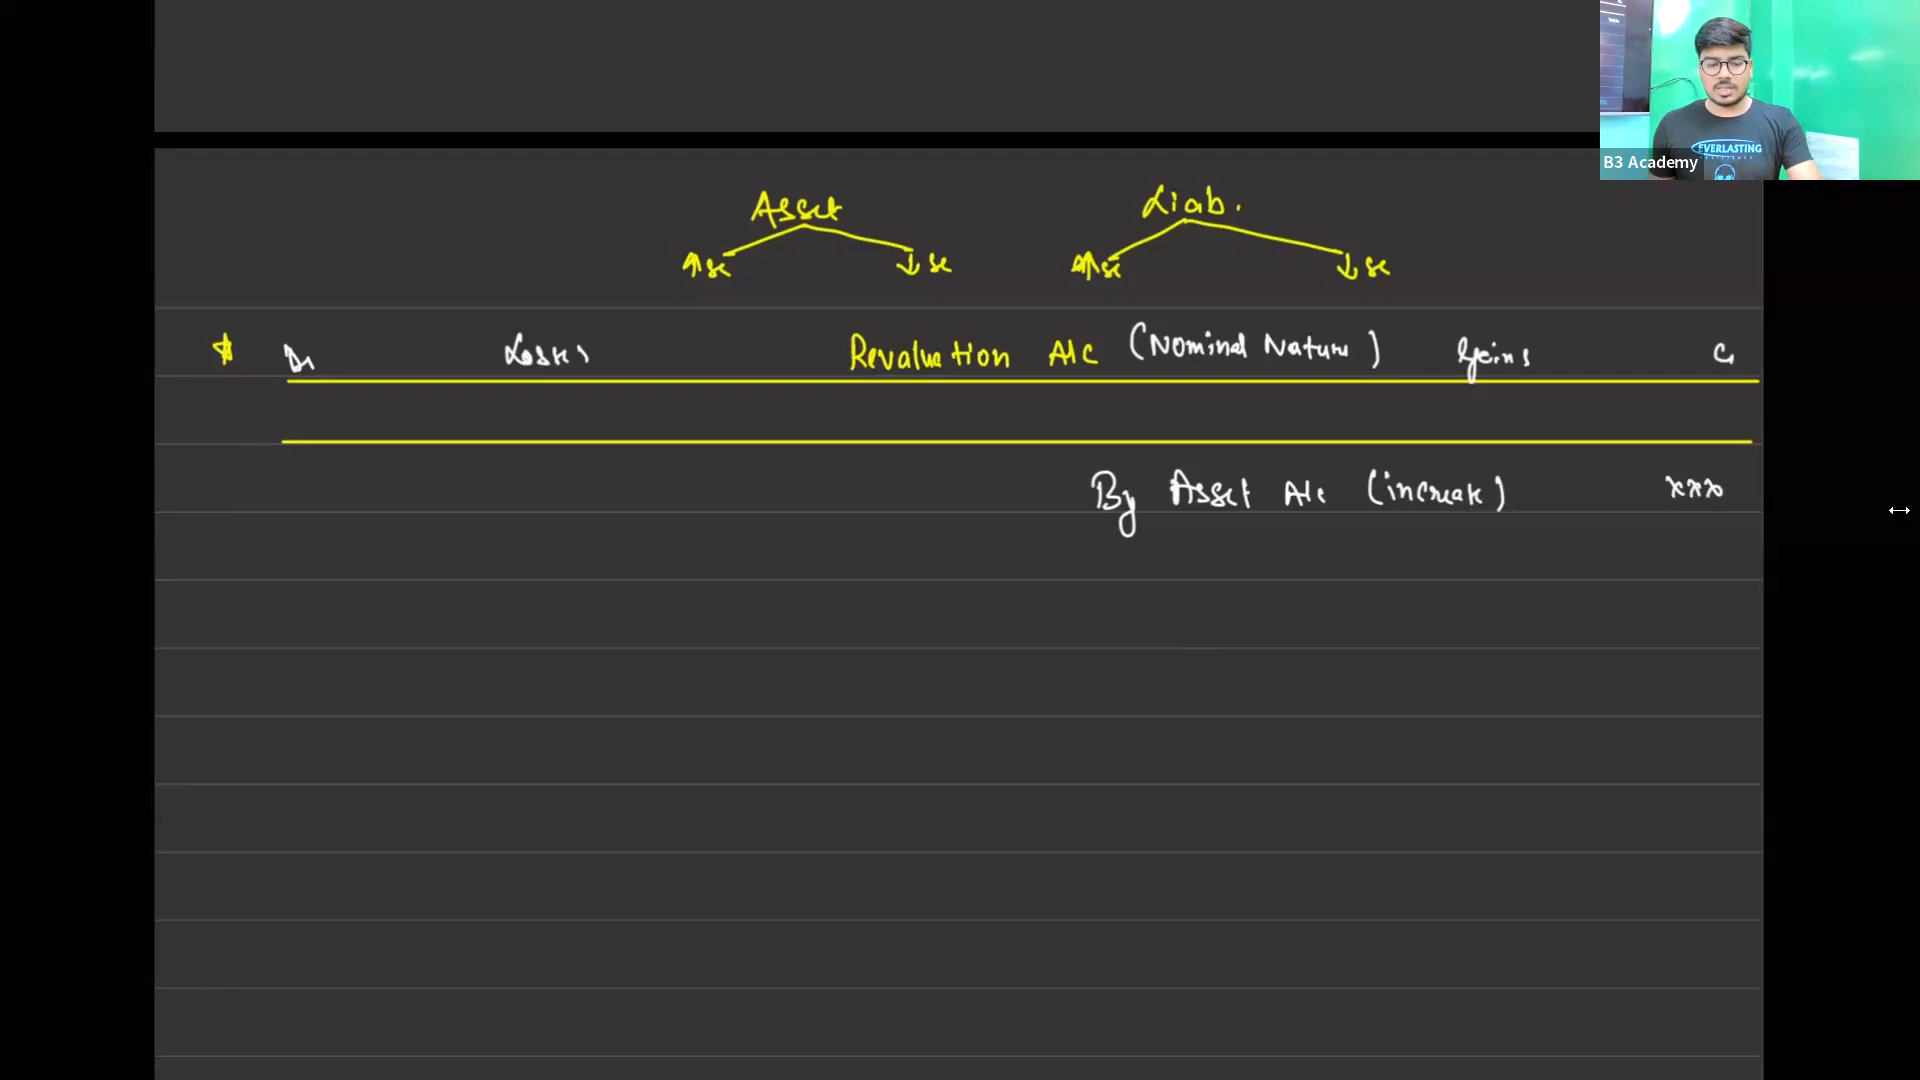 EVERLASTING
B3 Academy
Asset Liab.
↑se ↓se ↑se ↓se
Dr Losses Revaluation A/c (Nominal Nature) Gains Cr
By Asset A/c (increase) xxx